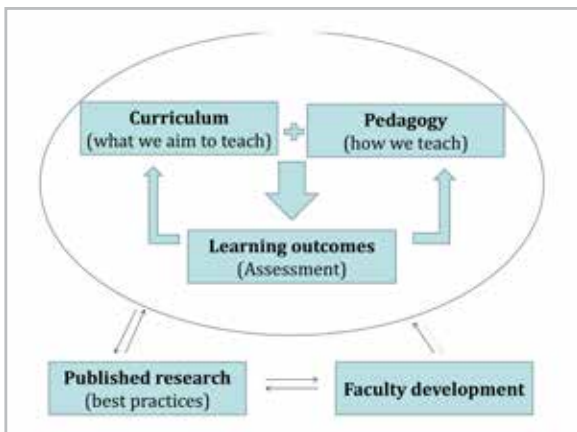 Curriculum
(what we aim to teach)
Pedagogy
(how we teach)
Learning outcomes
(Assessment)
Published research
(best practices)
Faculty development